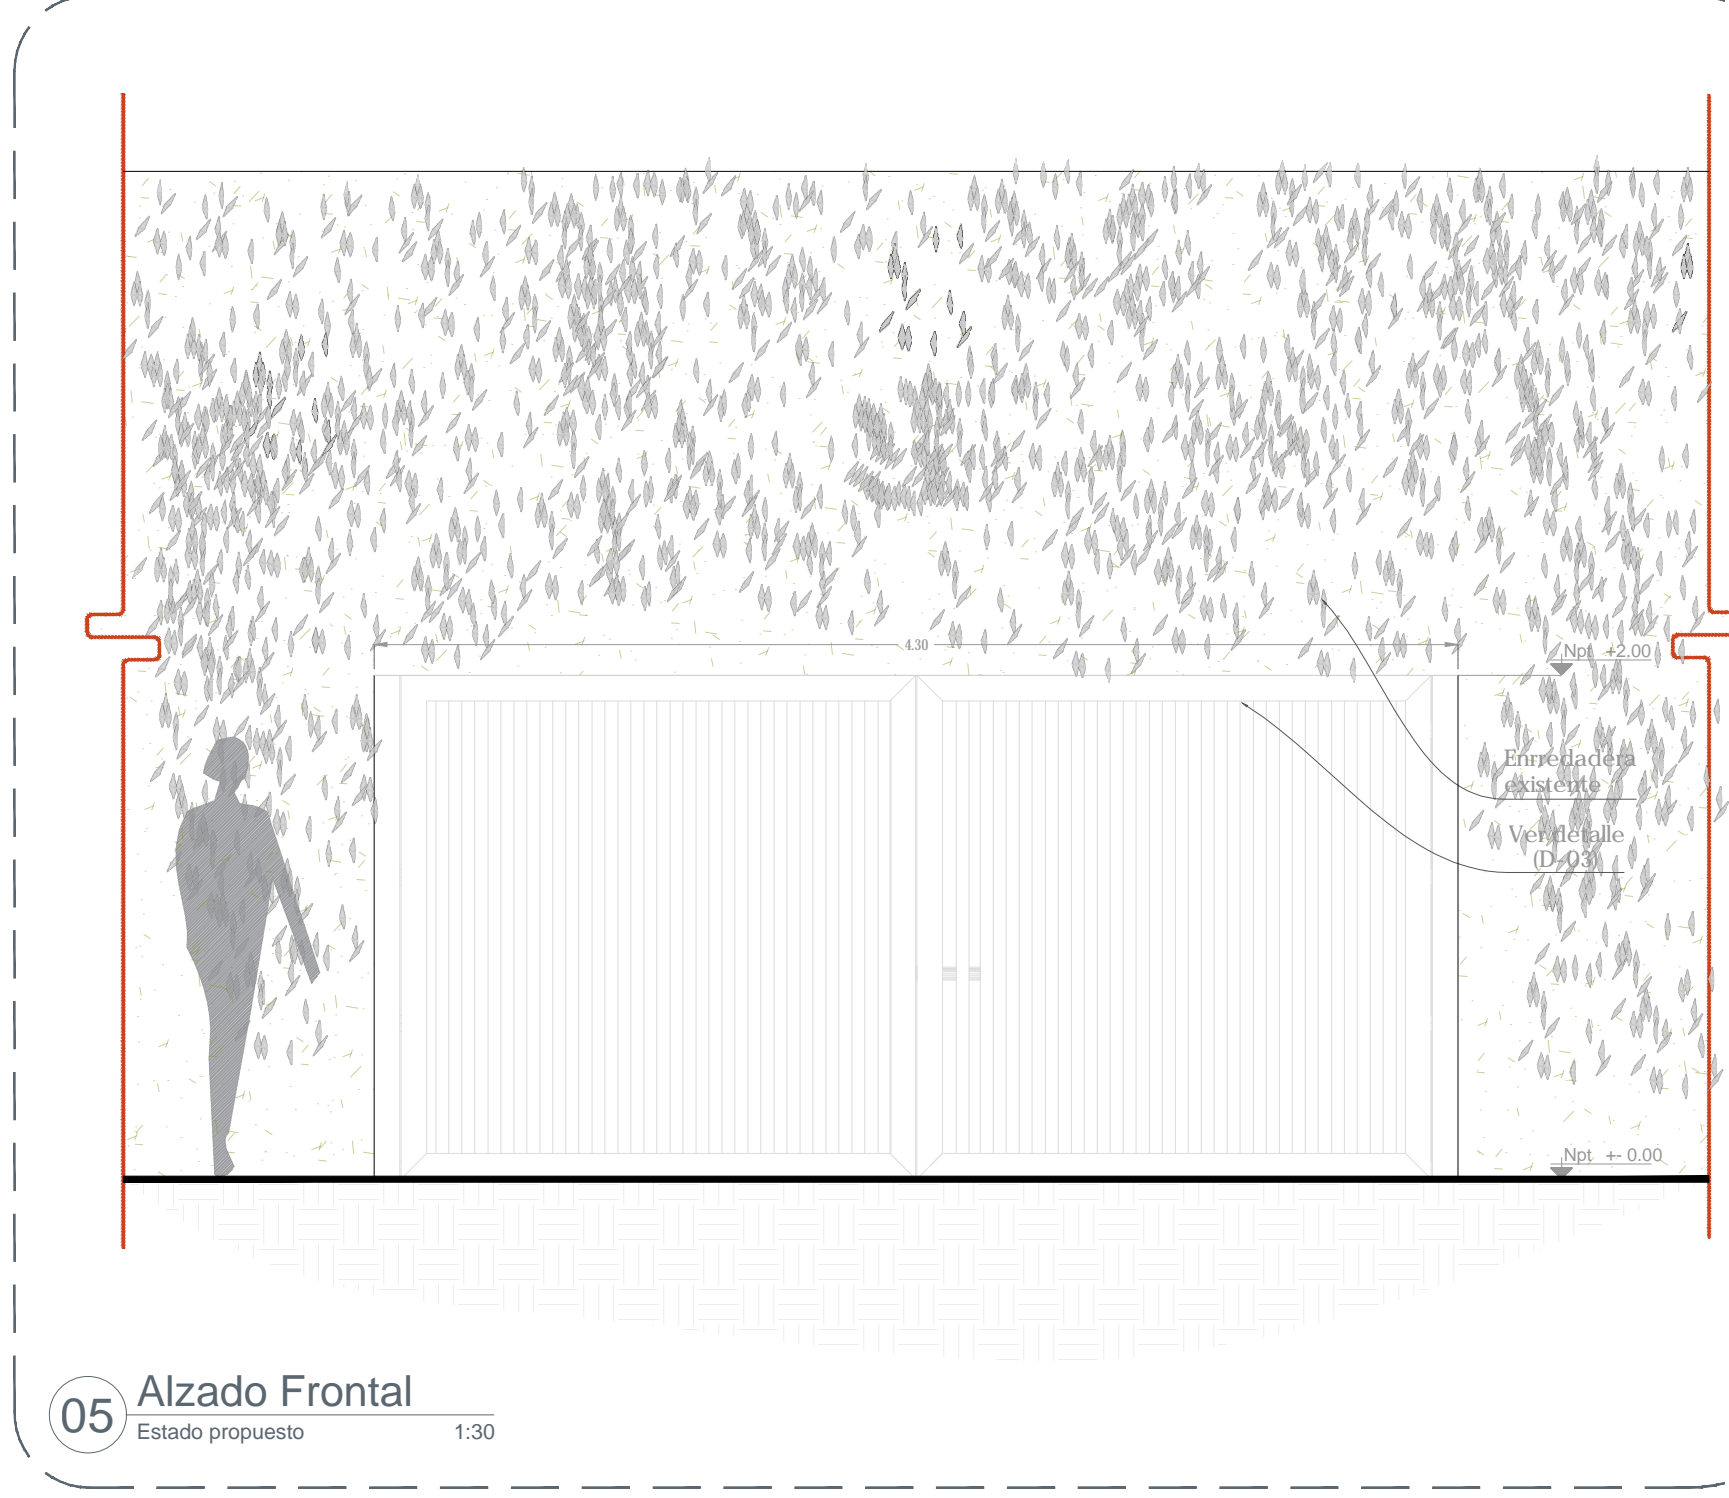 4.30
Npt +2.00
Enrredadera
existente
Ver detalle
(D-03)
Npt +- 0.00
05
Alzado Frontal
Estado propuesto 1:30